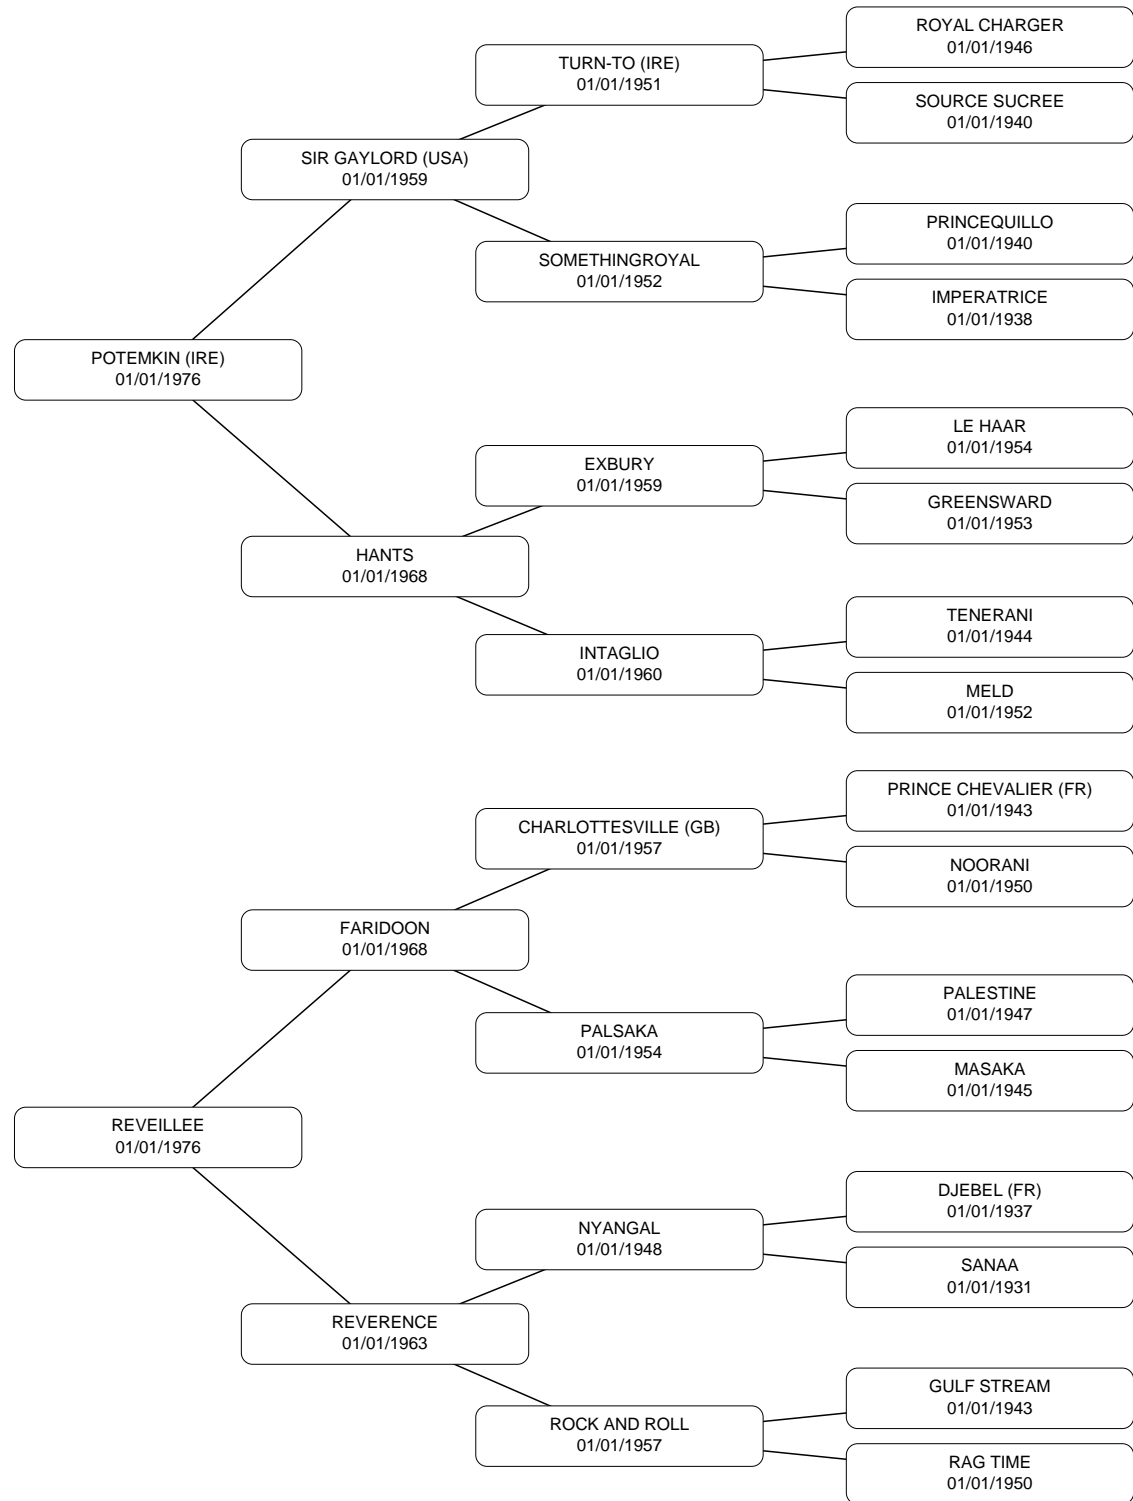 ROYAL CHARGER
01/01/1946
TURN-TO (IRE)
01/01/1951
SOURCE SUCREE
01/01/1940
SIR GAYLORD (USA)
01/01/1959
PRINCEQUILLO
01/01/1940
SOMETHINGROYAL
01/01/1952
IMPERATRICE
01/01/1938
POTEMKIN (IRE)
01/01/1976
LE HAAR
01/01/1954
EXBURY
01/01/1959
GREENSWARD
01/01/1953
HANTS
01/01/1968
TENERANI
01/01/1944
INTAGLIO
01/01/1960
MELD
01/01/1952
PRINCE CHEVALIER (FR)
01/01/1943
CHARLOTTESVILLE (GB)
01/01/1957
NOORANI
01/01/1950
FARIDOON
01/01/1968
PALESTINE
01/01/1947
PALSAKA
01/01/1954
MASAKA
01/01/1945
REVEILLEE
01/01/1976
DJEBEL (FR)
01/01/1937
NYANGAL
01/01/1948
SANAA
01/01/1931
REVERENCE
01/01/1963
GULF STREAM
01/01/1943
ROCK AND ROLL
01/01/1957
RAG TIME
01/01/1950